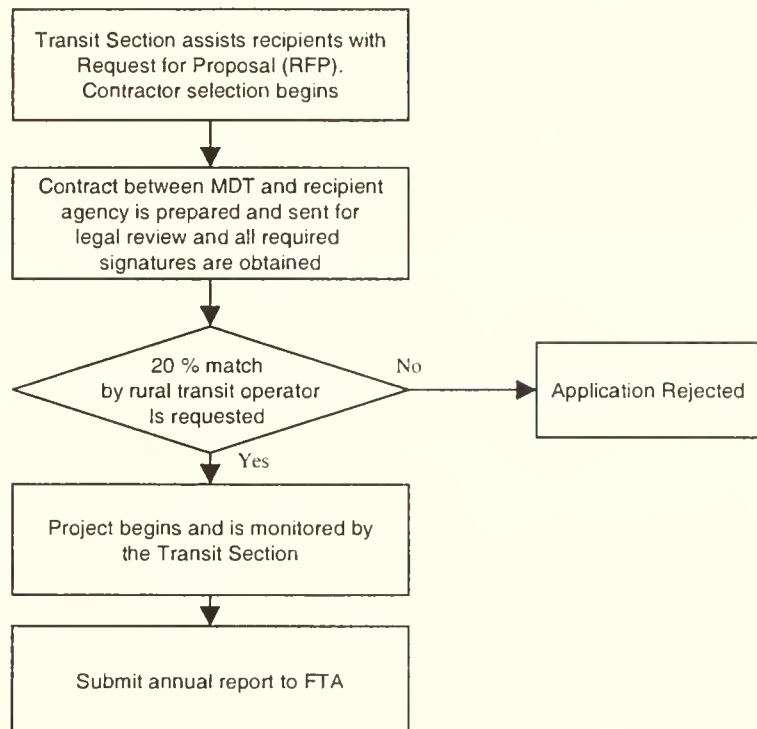 Transit Section assists recipients with
Request for Proposal (RFP).
Contractor selection begins
Contract between MDT and recipient
agency is prepared and sent for
legal review and all required
signatures are obtained
20 % match
by rural transit operator
Is requested
No
Application Rejected
Yes
Project begins and is monitored by
the Transit Section
Submit annual report to FTA